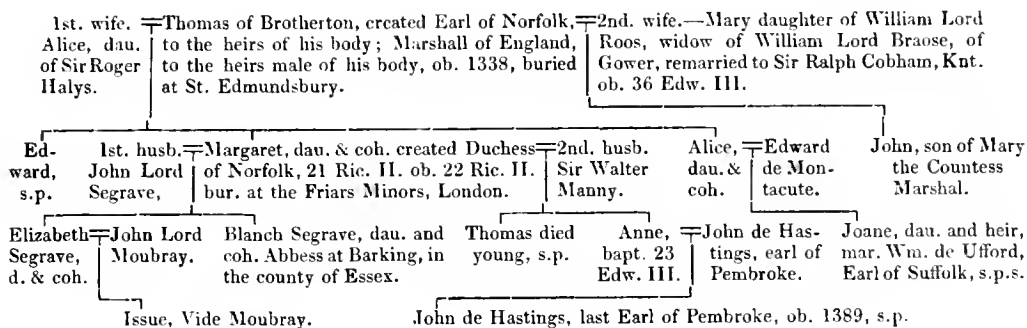 1st. wife. Thomas of Brotherton, created Earl of Norfolk, 2nd. wife.—Mary daughter of William Lord
Alice, dau. to the heirs of his body; Marshall of England, Roos, widow of William Lord Braose, of
of Sir Roger to the heirs male of his body, ob. 1338, buried Gower, remarried to Sir Ralph Cobham, Knt.
Halys. at St. Edmundsbury. ob. 36 Edw. III.
Ed- 1st. husb. Margaret, dau. & coh. created Duchess 2nd. husb. Alice, Edward John, son of Mary
ward, John Lord of Norfolk, 21 Ric. II. ob. 22 Ric. II. Sir Walter dau. & de Mon- the Countess
s.p. Segrave, bur. at the Friars Minors, London. Manny. coh. tacute. Marshal.
Elizabeth John Lord Blanch Segrave, dau. and Thomas died Anne, John de Has- Joane, dau. and heir,
Segrave, Moubray. coh. Abbess at Barking, in young, s.p. bapt. 23 tings, earl of mar. Wm. de Ufford,
d. & coh. the county of Essex. Edw. III. Pembroke. Earl of Suffolk, s.p.s.
Issue, Vide Moubray. John de Hastings, last Earl of Pembroke, ob. 1389, s.p.